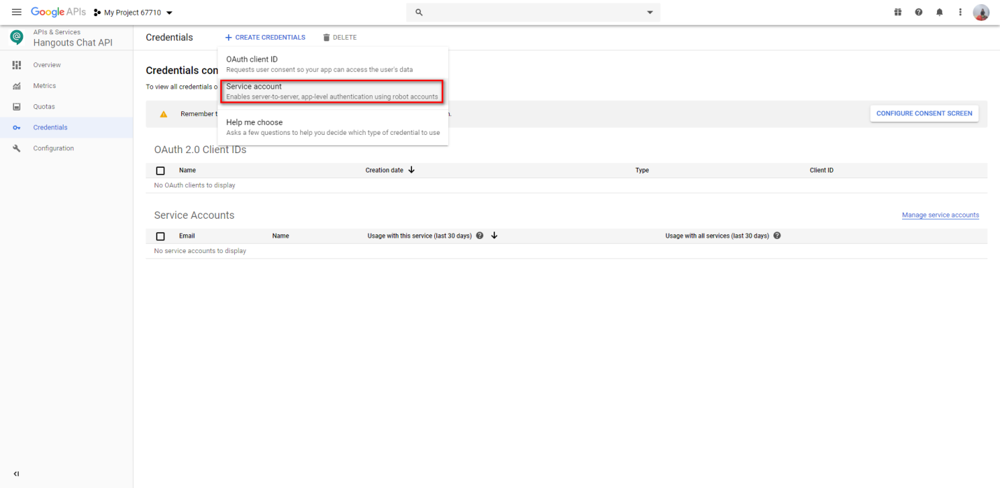 Google APIs
My Project 67710
APIs & Services
Hangouts Chat API
Overview
Metrics
Quotas
Credentials
Configuration
Credentials
CREATE CREDENTIALS
DELETE
OAuth client ID
Requests user consent so your app can access the user's data
Service account
Enables server-to-server, app-level authentication using robot accounts
Help me choose
Asks a few questions to help you decide which type of credential to use
Credentials con
To view all credentials o
Remember t
CONFIGURE CONSENT SCREEN
OAuth 2.0 Client IDs
Name Creation date Type Client ID
No OAuth clients to display
Service Accounts
Manage service accounts
Email Name Usage with this service (last 30 days) Usage with all services (last 30 days)
No service accounts to display